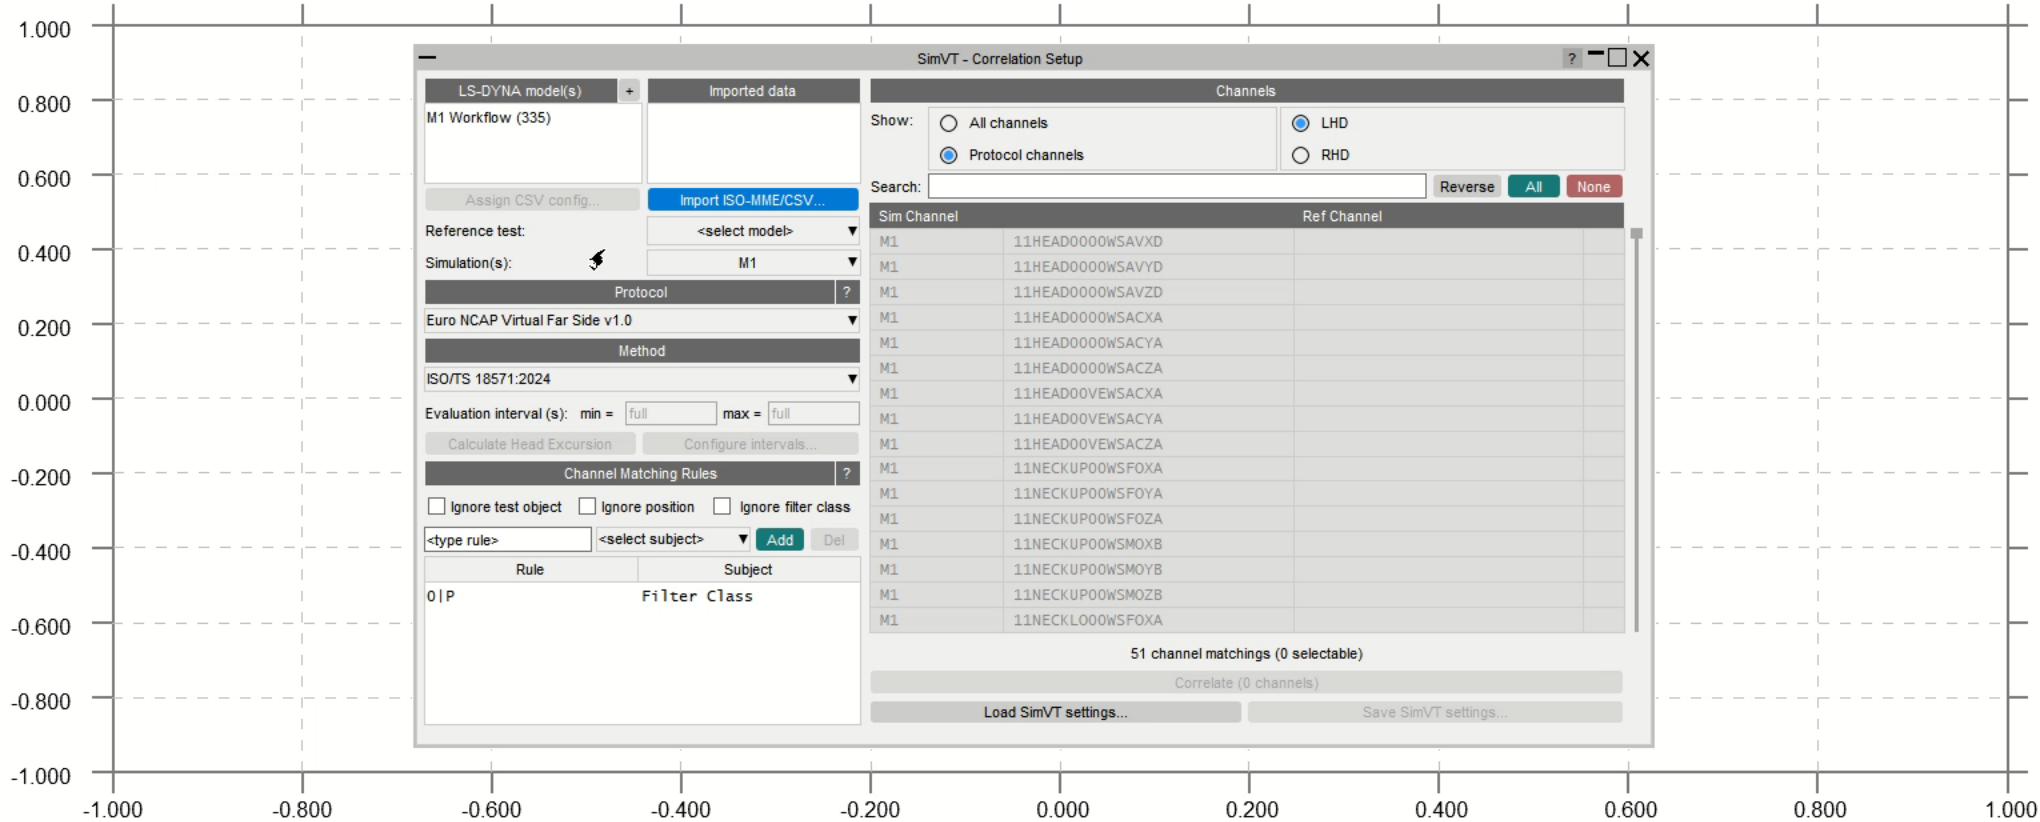 SimVT - Correlation Setup
?
LS-DYNA model(s)
+
Imported data
M1 Workflow (335)
Assign CSV config...
Import ISO-MME/CSV...
Reference test:
<select model>
Simulation(s):
M1
Protocol
?
Euro NCAP Virtual Far Side v1.0
Method
ISO/TS 18571:2024
Evaluation interval (s): min = full max = full
Calculate Head Excursion
Configure intervals...
Channel Matching Rules
?
Ignore test object
Ignore position
Ignore filter class
<type rule>
<select subject>
Add
Del
Rule Subject
O|P Filter Class
Channels
Show:
All channels
LHD
Protocol channels
RHD
Search:
Reverse
All
None
Sim Channel Ref Channel
M1 11HEAD0000WSAVXD
M1 11HEAD0000WSAVYD
M1 11HEAD0000WSAVZD
M1 11HEAD0000WSACXA
M1 11HEAD0000WSACYA
M1 11HEAD0000WSACZA
M1 11HEAD00VEWSACXA
M1 11HEAD00VEWSACYA
M1 11HEAD00VEWSACZA
M1 11NECKUP00WSFOXA
M1 11NECKUP00WSFOYA
M1 11NECKUP00WSFOZA
M1 11NECKUP00WSMOXB
M1 11NECKUP00WSMOYB
M1 11NECKUP00WSMOZB
M1 11NECKLO00WSFOXA
51 channel matchings (0 selectable)
Correlate (0 channels)
Load SimVT settings...
Save SimVT settings...
1.000
0.800
0.600
0.400
0.200
0.000
-0.200
-0.400
-0.600
-0.800
-1.000
-1.000 -0.800 -0.600 -0.400 -0.200 0.000 0.200 0.400 0.600 0.800 1.000